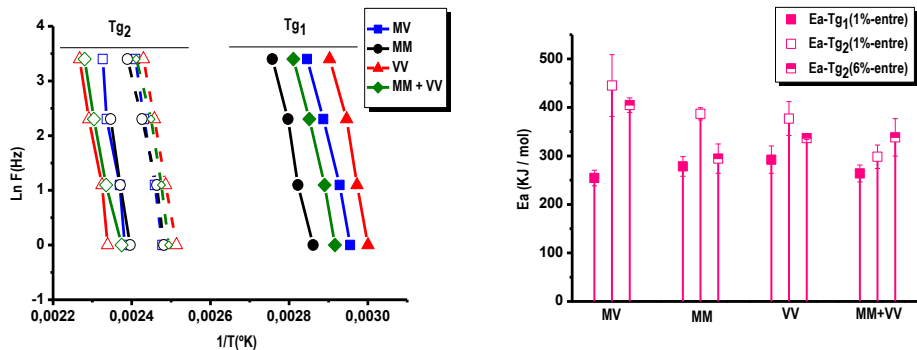 Tg2
Tg1
MV
MM
VV
MM + VV
Ln F(Hz)
4
3
2
1
0
-1
0,0022
0,0024
0,0026
0,0028
0,0030
1/T(ºK)
Ea-Tg1(1%-entre)
Ea-Tg2(1%-entre)
Ea-Tg2(6%-entre)
Ea (KJ / mol)
600
500
400
300
200
100
0
MV
MM
VV
MM+VV